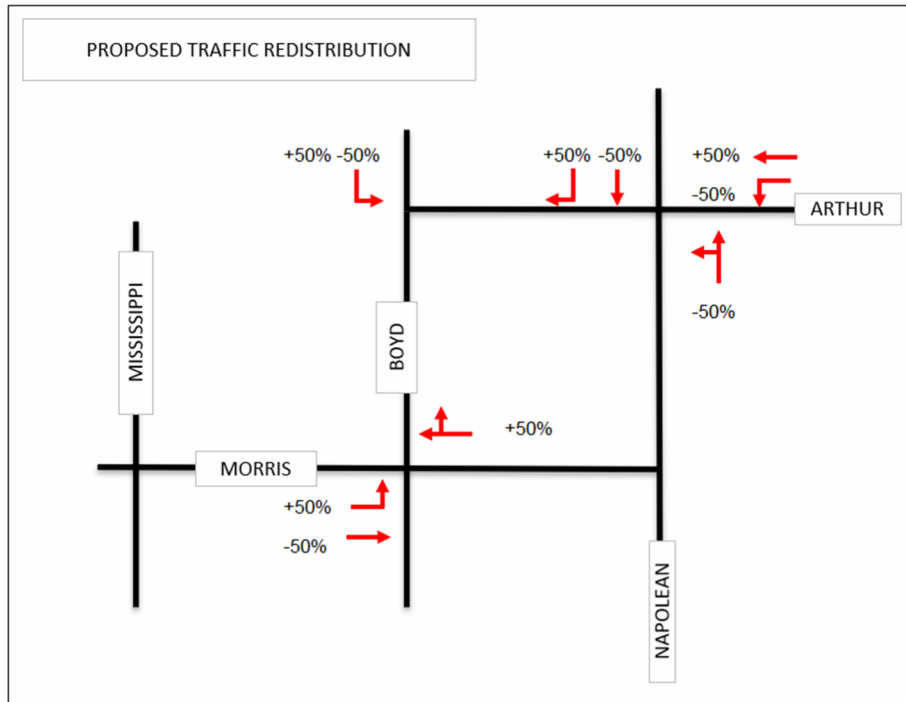 PROPOSED TRAFFIC REDISTRIBUTION
+50% -50%
+50% -50%
+50%
-50%
ARTHUR
MISSISSIPPI
BOYD
-50%
+50%
MORRIS
+50%
-50%
NAPOLEAN